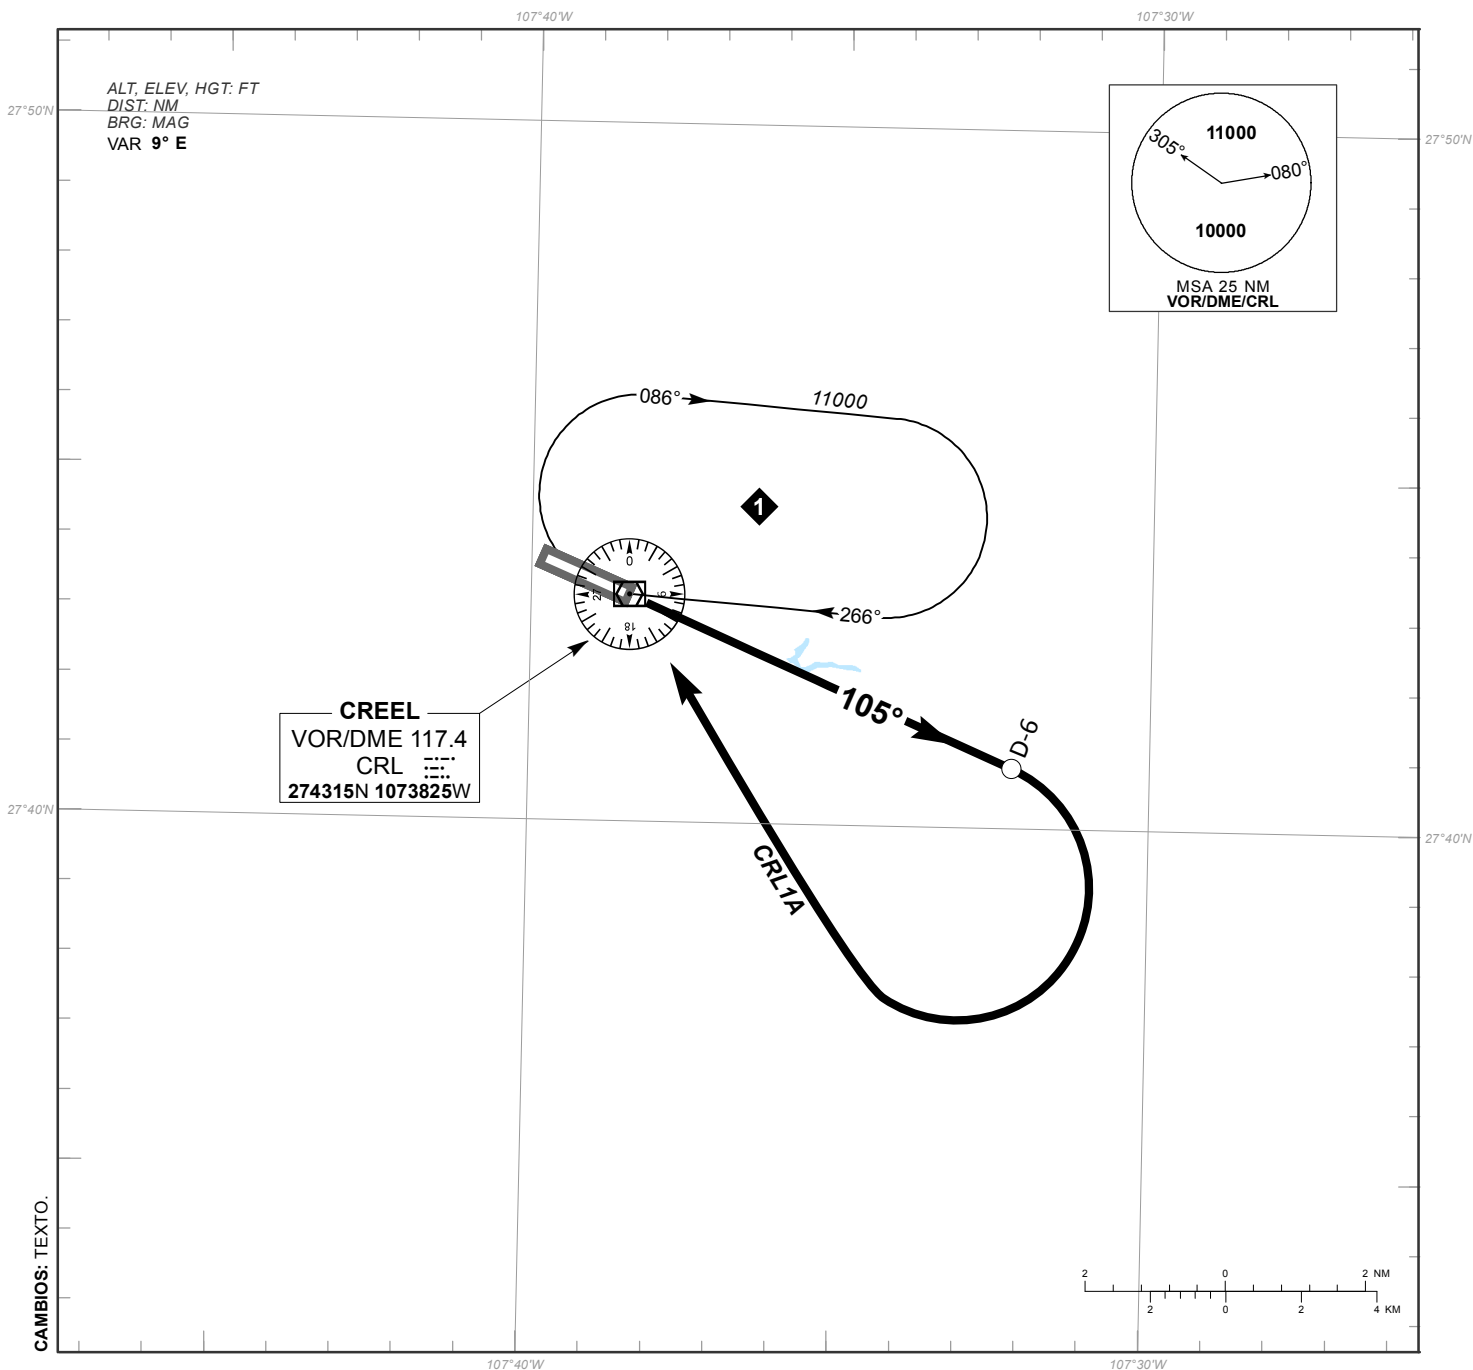 107°40'W
107°30'W
27°50'N
27°50'N
ALT, ELEV, HGT: FT
DIST: NM
BRG: MAG
VAR 9° E
305°
11000
080°
10000
MSA 25 NM
VOR/DME/CRL
086°
11000
1
0
9
18
27
266°
CREEL
VOR/DME 117.4
CRL
274315N 1073825W
105°
D-6
CRL1A
27°40'N
27°40'N
CAMBIOS: TEXTO.
2 0 2 NM
2 0 2 4 KM
107°40'W
107°30'W